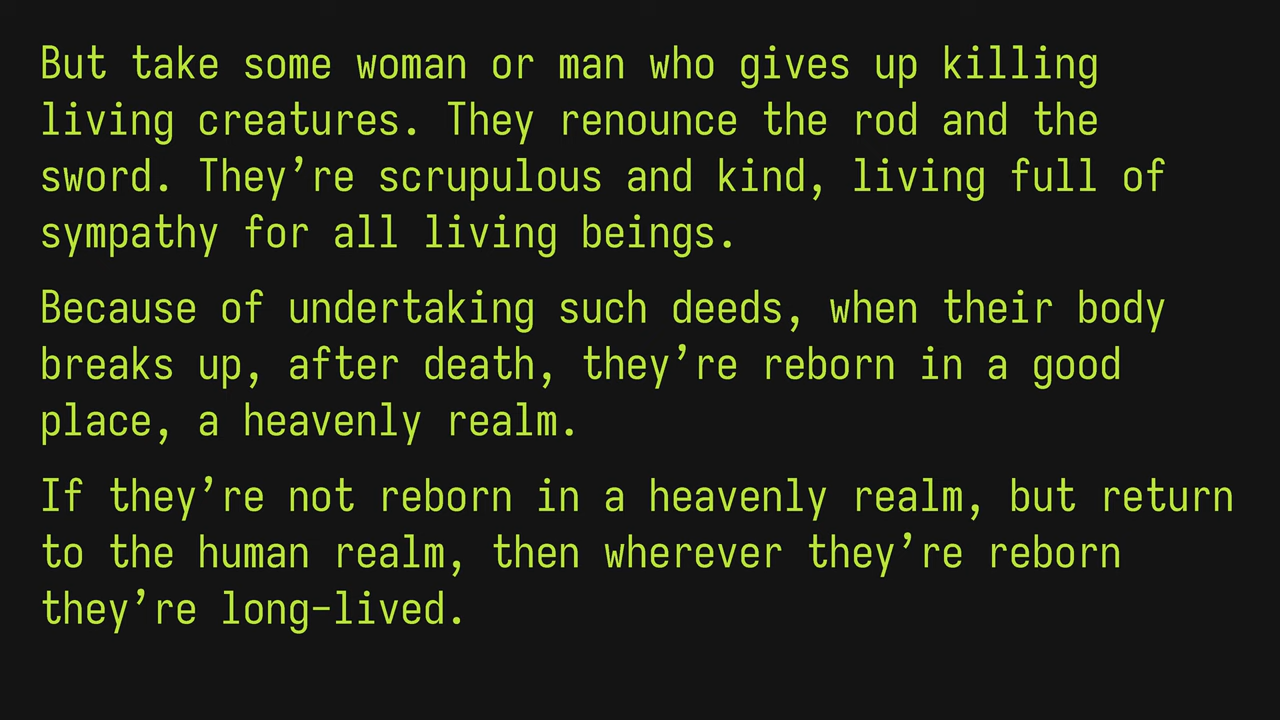 But take some woman or man who gives up killing
living creatures. They renounce the rod and the
sword. They’re scrupulous and kind, living full of
sympathy for all living beings.
Because of undertaking such deeds, when their body
breaks up, after death, they’re reborn in a good
place, a heavenly realm.
If they’re not reborn in a heavenly realm, but return
to the human realm, then wherever they’re reborn
they’re long-lived.